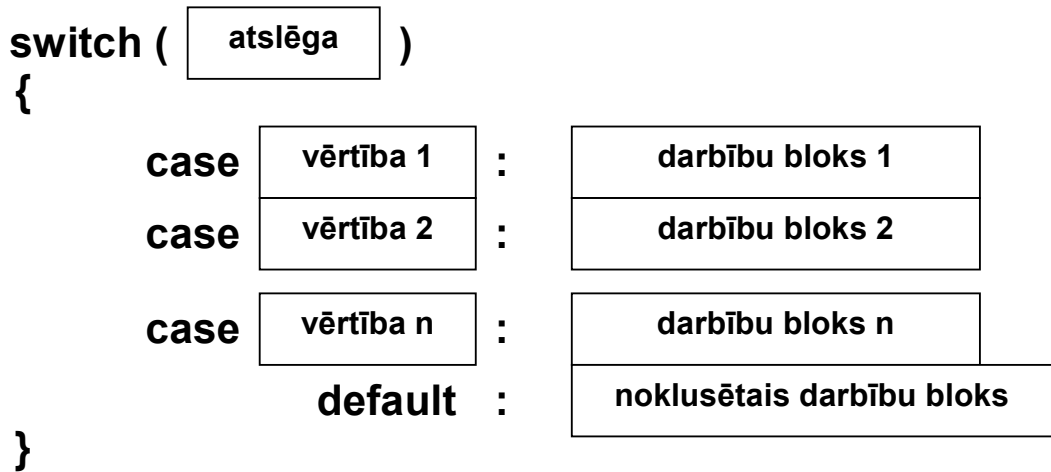 switch ( atslēga )
{
case vērtība 1 : darbību bloks 1
case vērtība 2 : darbību bloks 2
case vērtība n : darbību bloks n
default : noklusētais darbību bloks
}